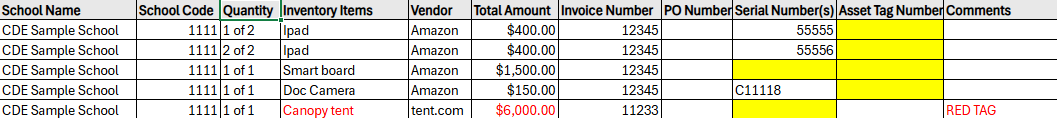 School Name School Code Quantity Inventory Items Vendor Total Amount Invoice Number PO Number Serial Number(s) Asset Tag Number Comments
CDE Sample School 1111 1 of 2 Ipad Amazon $400.00 12345 55555
CDE Sample School 1111 2 of 2 Ipad Amazon $400.00 12345 55556
CDE Sample School 1111 1 of 1 Smart board Amazon $1,500.00 12345
CDE Sample School 1111 1 of 1 Doc Camera Amazon $150.00 12345 C11118
CDE Sample School 1111 1 of 1 Canopy tent tent.com $6,000.00 11233 RED TAG